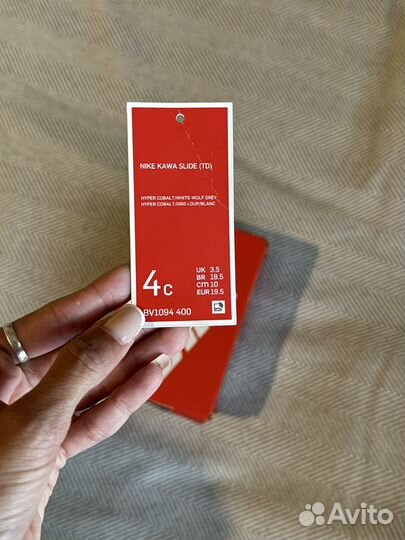 NIKE KAWA SLIDE (TD)
HYPER COBALT/WHITE-WOLF GREY
HYPER COBALT/GRIS LOUP/BLANC
4c
UK 3.5
BR 18.5
cm 10
EUR 19.5
BV1094 400
Avito